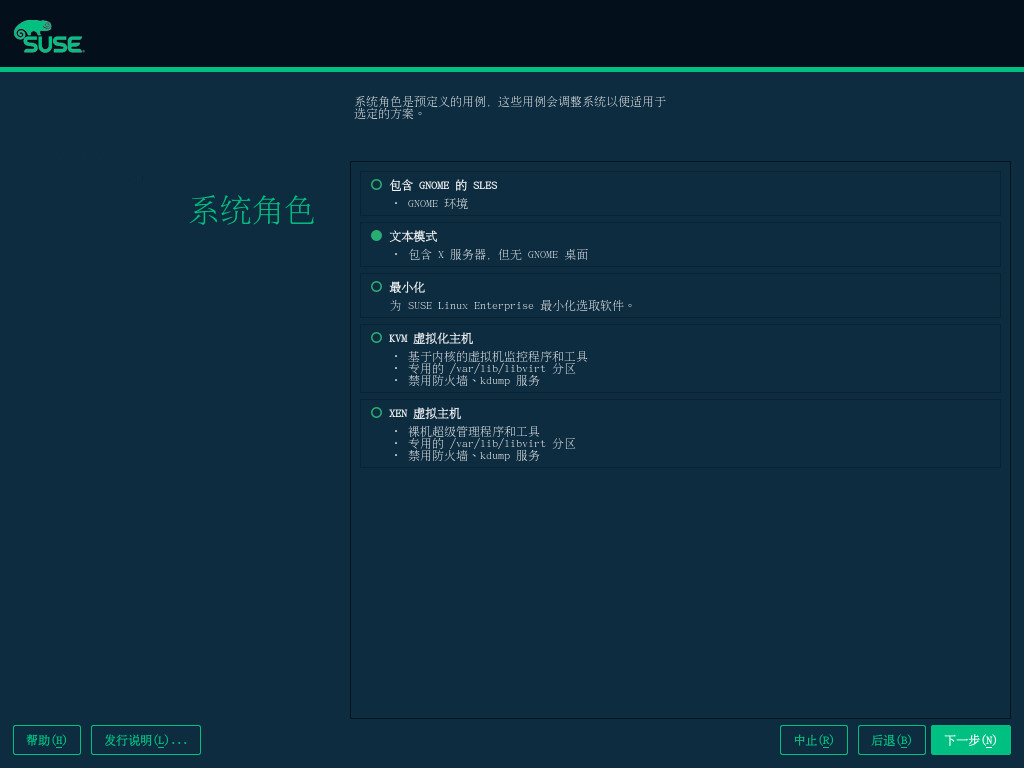 SUSE
系统角色是预定义的用例，这些用例会调整系统以便适用于
选定的方案。
系统角色
包含 GNOME 的 SLES
• GNOME 环境
文本模式
• 包含 X 服务器，但无 GNOME 桌面
最小化
为 SUSE Linux Enterprise 最小化选取软件。
KVM 虚拟化主机
• 基于内核的虚拟机监控程序和工具
• 专用的 /var/lib/libvirt 分区
• 禁用防火墙、kdump 服务
XEN 虚拟主机
• 裸机超级管理程序和工具
• 专用的 /var/lib/libvirt 分区
• 禁用防火墙、kdump 服务
帮助(H) 发行说明(L)... 中止(R) 后退(B) 下一步(N)